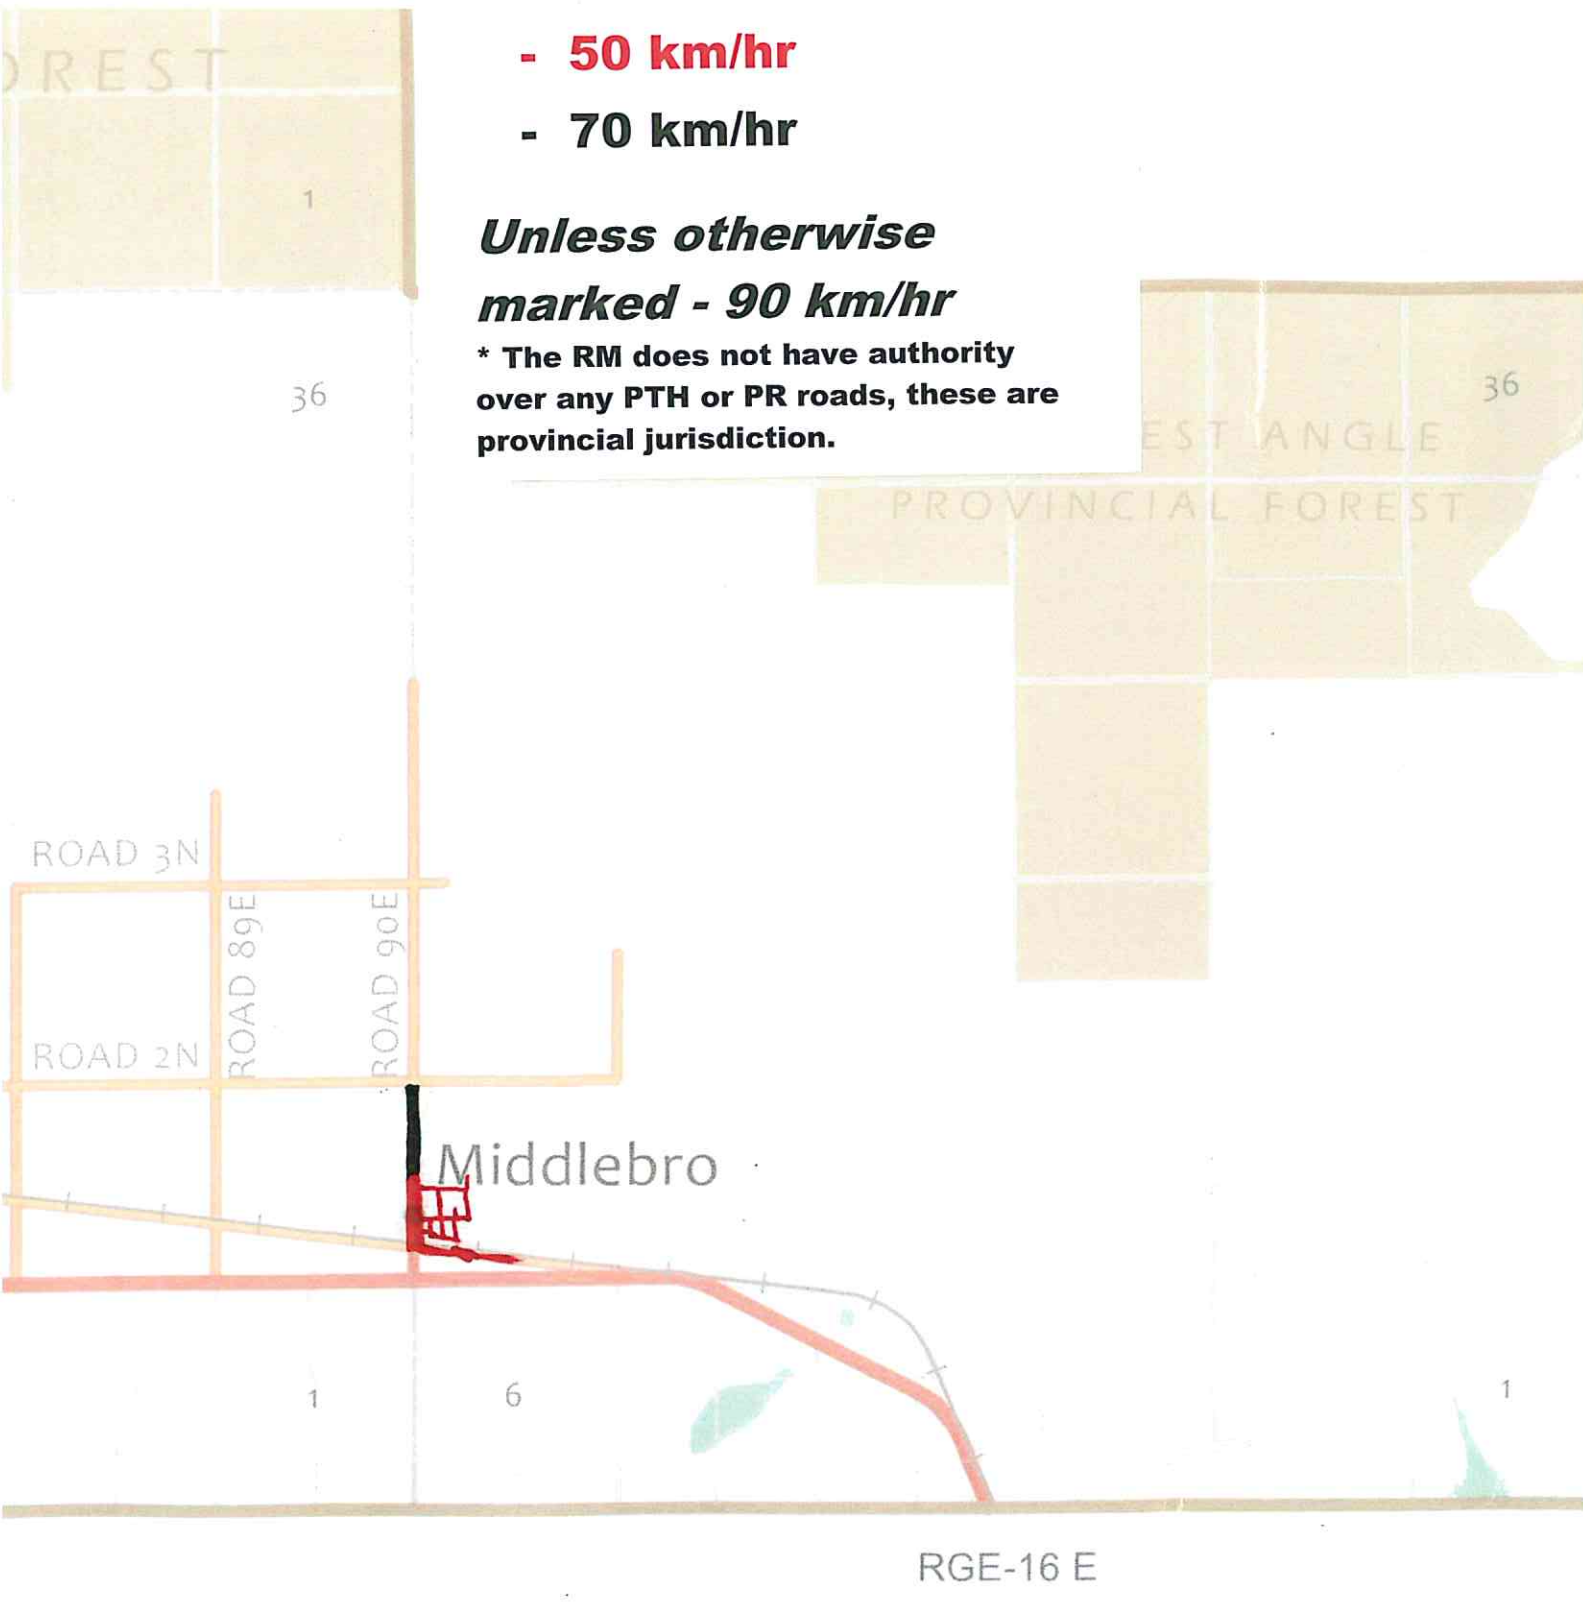 OREST
- 50 km/hr
- 70 km/hr
1
Unless otherwise
marked - 90 km/hr
* The RM does not have authority
over any PTH or PR roads, these are
provincial jurisdiction.
36
36
EST ANGLE
PROVINCIAL FOREST
ROAD 3N
ROAD 89E
ROAD 90E
ROAD 2N
Middlebro
1
6
1
RGE-16 E